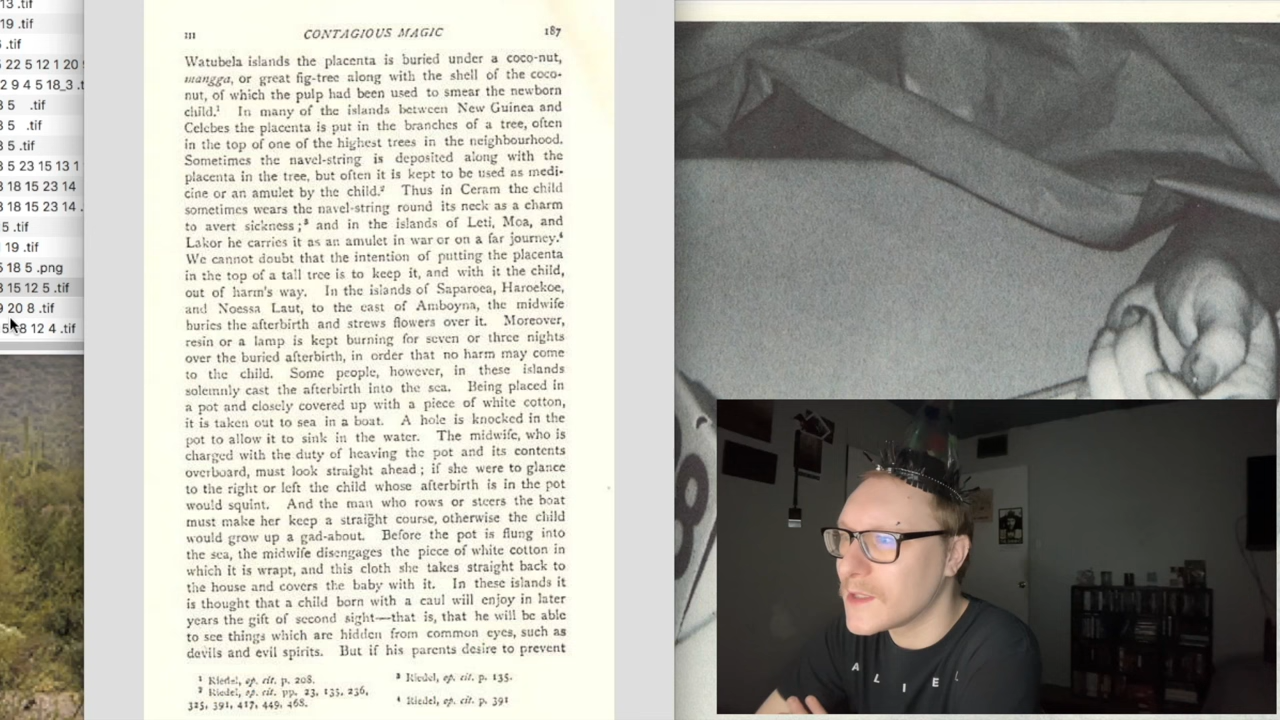 13 .tif
19 .tif
.tif
5 22 5 12 1 20
2 9 4 5 18_3 .t
3 5 .tif
3 5 .tif
3 5 .tif
3 5 23 15 13 1
3 18 15 23 14
3 18 15 23 14 .
5 .tif
19 .tif
5 18 5 .png
3 15 12 5 .tif
9 20 8 .tif
18 12 4 .tif
III CONTAGIOUS MAGIC 187
Watubela islands the placenta is buried under a coco-nut,
mangga, or great fig-tree along with the shell of the coco-
nut, of which the pulp had been used to smear the newborn
child.¹ In many of the islands between New Guinea and
Celebes the placenta is put in the branches of a tree, often
in the top of one of the highest trees in the neighbourhood.
Sometimes the navel-string is deposited along with the
placenta in the tree, but often it is kept to be used as medi-
cine or an amulet by the child.² Thus in Ceram the child
sometimes wears the navel-string round its neck as a charm
to avert sickness;³ and in the islands of Leti, Moa, and
Lakor he carries it as an amulet in war or on a far journey.⁴
We cannot doubt that the intention of putting the placenta
in the top of a tall tree is to keep it, and with it the child,
out of harm's way. In the islands of Saparoea, Haroekoe,
and Noessa Laut, to the east of Amboyna, the midwife
buries the afterbirth and strews flowers over it. Moreover,
resin or a lamp is kept burning for seven or three nights
over the buried afterbirth, in order that no harm may come
to the child. Some people, however, in these islands
solemnly cast the afterbirth into the sea. Being placed in
a pot and closely covered up with a piece of white cotton,
it is taken out to sea in a boat. A hole is knocked in the
pot to allow it to sink in the water. The midwife, who is
charged with the duty of heaving the pot and its contents
overboard, must look straight ahead; if she were to glance
to the right or left the child whose afterbirth is in the pot
would squint. And the man who rows or steers the boat
must make her keep a straight course, otherwise the child
would grow up a gad-about. Before the pot is flung into
the sea, the midwife disengages the piece of white cotton in
which it is wrapt, and this cloth she takes straight back to
the house and covers the baby with it. In these islands it
is thought that a child born with a caul will enjoy in later
years the gift of second sight—that is, that he will be able
to see things which are hidden from common eyes, such as
devils and evil spirits. But if his parents desire to prevent
¹ Riedel, op. cit. p. 208.
² Riedel, op. cit. pp. 23, 135, 236,
325, 391, 417, 449, 468.
³ Riedel, op. cit. p. 135.
⁴ Riedel, op. cit. p. 391
8
ALIE